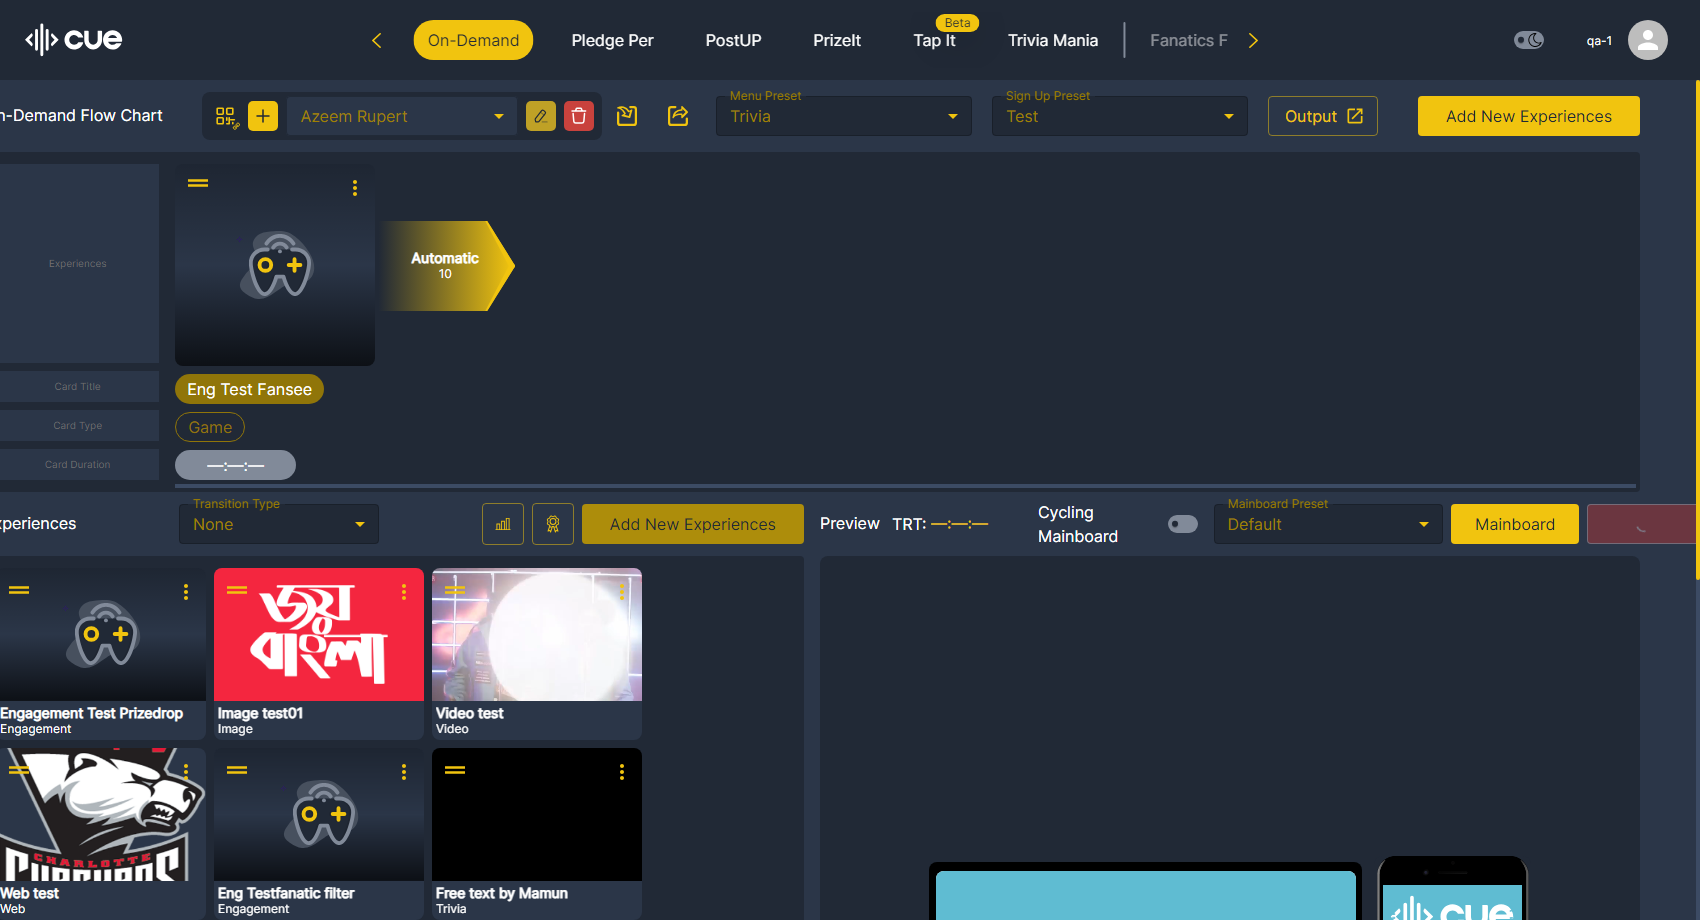 cue
On-Demand
Pledge Per
PostUP
PrizeIt
Tap It
Beta
Trivia Mania
Fanatics F
qa-1
n-Demand Flow Chart
Azeem Rupert
Menu Preset
Trivia
Sign Up Preset
Test
Output
Add New Experiences
Experiences
Automatic
10
Card Title
Eng Test Fansee
Card Type
Game
Card Duration
—:—:—
xperiences
Transition Type
None
Add New Experiences
Preview
TRT: —:—:—
Cycling
Mainboard
Mainboard Preset
Default
Mainboard
জয়
বাংলা
Engagement Test Prizedrop
Engagement
Image test01
Image
Video test
Video
CHARLOTTE
Web test
Web
Eng Testfanatic filter
Engagement
Free text by Mamun
Trivia
cue